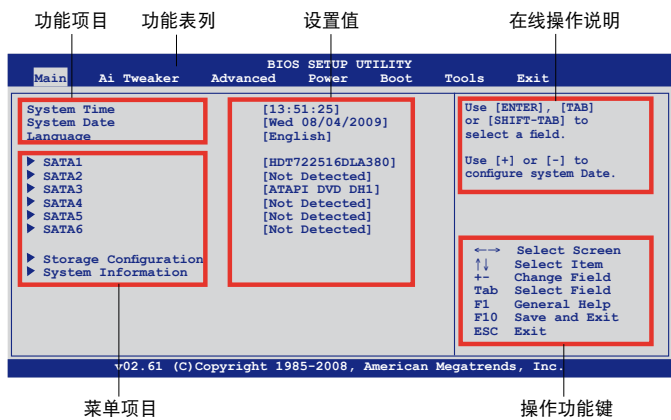 功能项目 功能表列 设置值 在线操作说明
BIOS SETUP UTILITY
Main Ai Tweaker Advanced Power Boot Tools Exit
System Time [13:51:25]
System Date [Wed 08/04/2009]
Language [English]
▶ SATA1 [HDT722516DLA380]
▶ SATA2 [Not Detected]
▶ SATA3 [ATAPI DVD DH1]
▶ SATA4 [Not Detected]
▶ SATA5 [Not Detected]
▶ SATA6 [Not Detected]
▶ Storage Configuration
▶ System Information
Use [ENTER], [TAB]
or [SHIFT-TAB] to
select a field.
Use [+] or [-] to
configure system Date.
←→ Select Screen
↑↓ Select Item
+- Change Field
Tab Select Field
F1 General Help
F10 Save and Exit
ESC Exit
v02.61 (C)Copyright 1985-2008, American Megatrends, Inc.
菜单项目 操作功能键